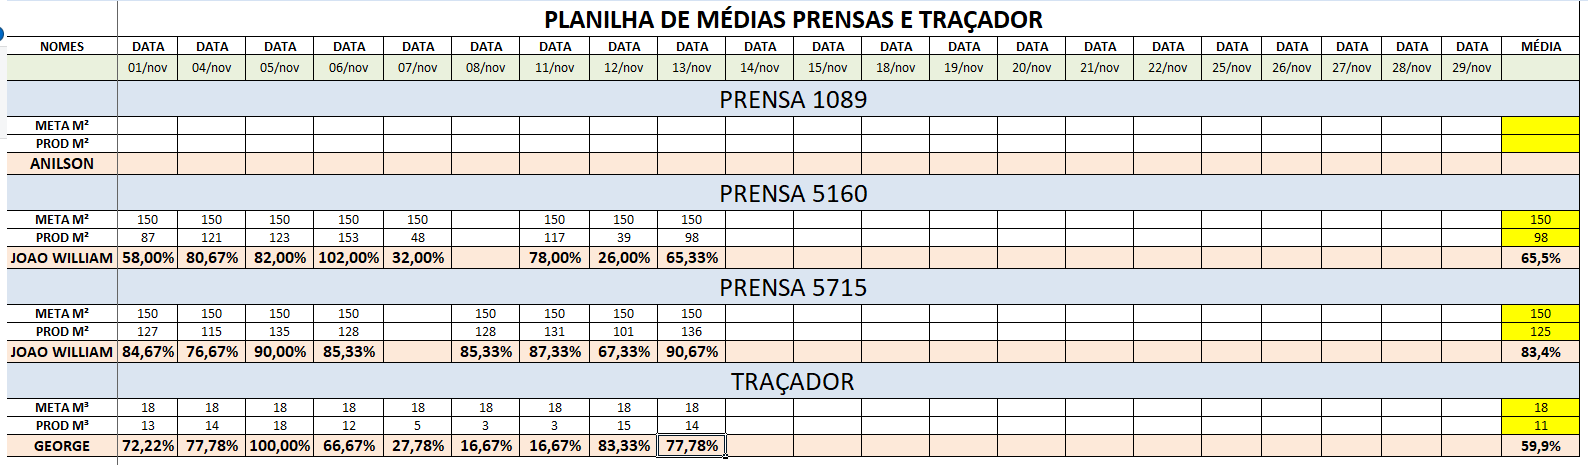 PLANILHA DE MÉDIAS PRENSAS E TRAÇADOR
NOMES DATA DATA DATA DATA DATA DATA DATA DATA DATA DATA DATA DATA DATA DATA DATA DATA DATA DATA DATA DATA MÉDIA
01/nov 04/nov 05/nov 06/nov 07/nov 08/nov 11/nov 12/nov 13/nov 14/nov 15/nov 18/nov 19/nov 20/nov 21/nov 22/nov 25/nov 26/nov 27/nov 28/nov 29/nov
PRENSA 1089
META M²
PROD M²
ANILSON
PRENSA 5160
META M² 150 150 150 150 150 150 150 150 150
PROD M² 87 121 123 153 48 117 39 98 98
JOAO WILLIAM 58,00% 80,67% 82,00% 102,00% 32,00% 78,00% 26,00% 65,33% 65,5%
PRENSA 5715
META M² 150 150 150 150 150 150 150 150 150
PROD M² 127 115 135 128 128 131 101 136 125
JOAO WILLIAM 84,67% 76,67% 90,00% 85,33% 85,33% 87,33% 67,33% 90,67% 83,4%
TRAÇADOR
META M³ 18 18 18 18 18 18 18 18 18 18
PROD M³ 13 14 18 12 5 3 3 15 14 11
GEORGE 72,22% 77,78% 100,00% 66,67% 27,78% 16,67% 16,67% 83,33% 77,78% 59,9%